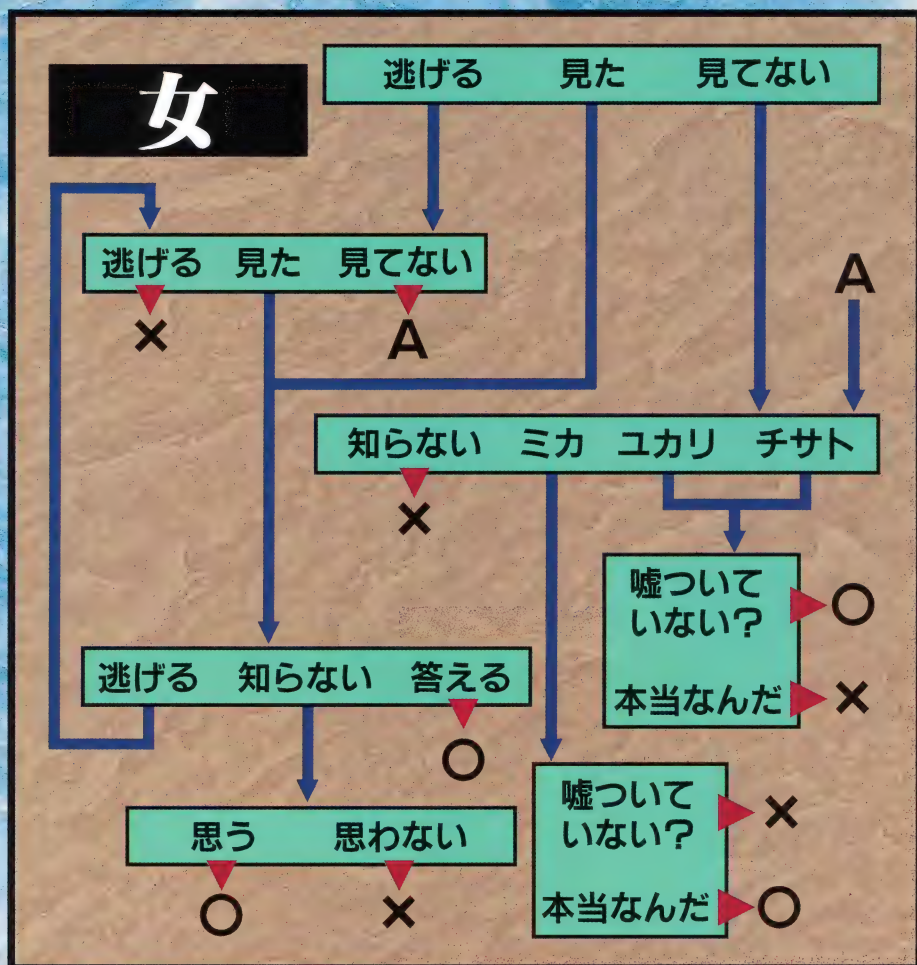 女
逃げる 見た 見てない
逃げる 見た 見てない
×
A
A
知らない ミカ ユカリ チサト
×
嘘ついて
いない?
○
本当なんだ
×
逃げる 知らない 答える
○
嘘ついて
いない?
×
本当なんだ
○
思う 思わない
○
×